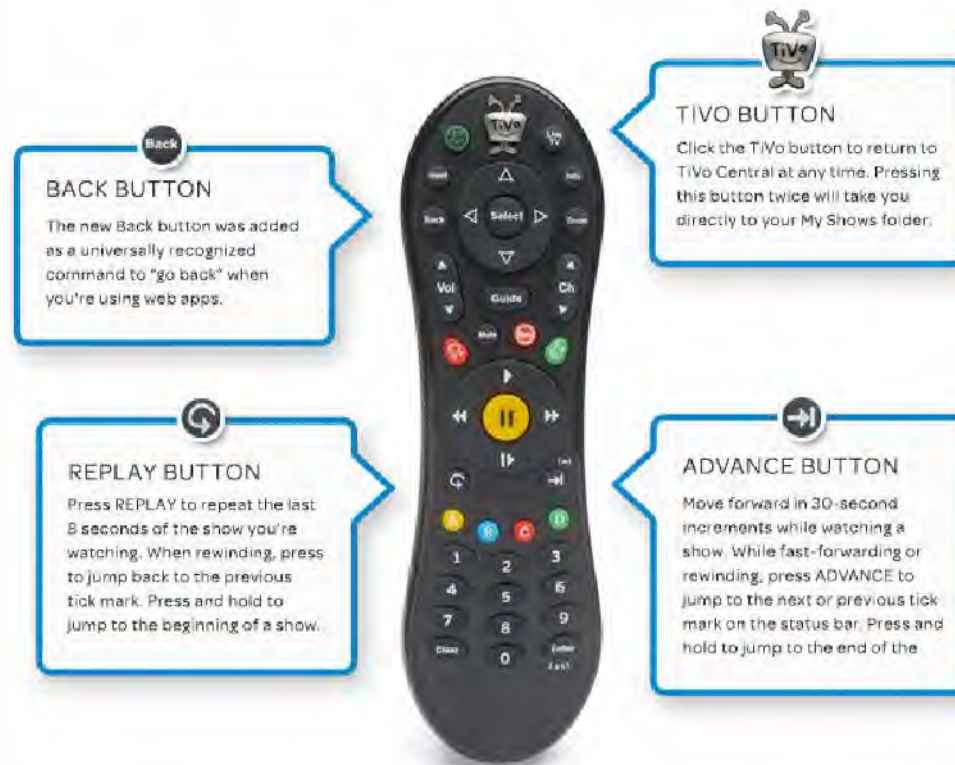 Back
BACK BUTTON
The new Back button was added
as a universally recognized
command to "go back" when
you're using web apps.
TiVo
TIVO BUTTON
Click the TiVo button to return to
TiVo Central at any time. Pressing
this button twice will take you
directly to your My Shows folder.
TiVo
Live TV
Info
Back
Select
Zoom
Vol
Guide
Ch
Mute
REPLAY BUTTON
Press REPLAY to repeat the last
8 seconds of the show you're
watching. When rewinding, press
to jump back to the previous
tick mark. Press and hold to
jump to the beginning of a show.
ADVANCE BUTTON
Move forward in 30-second
increments while watching a
show. While fast-forwarding or
rewinding, press ADVANCE to
jump to the next or previous tick
mark on the status bar. Press and
hold to jump to the end of the
A B C D
1 2 3
4 5 6
7 8 9
Clear 0 Enter
Last